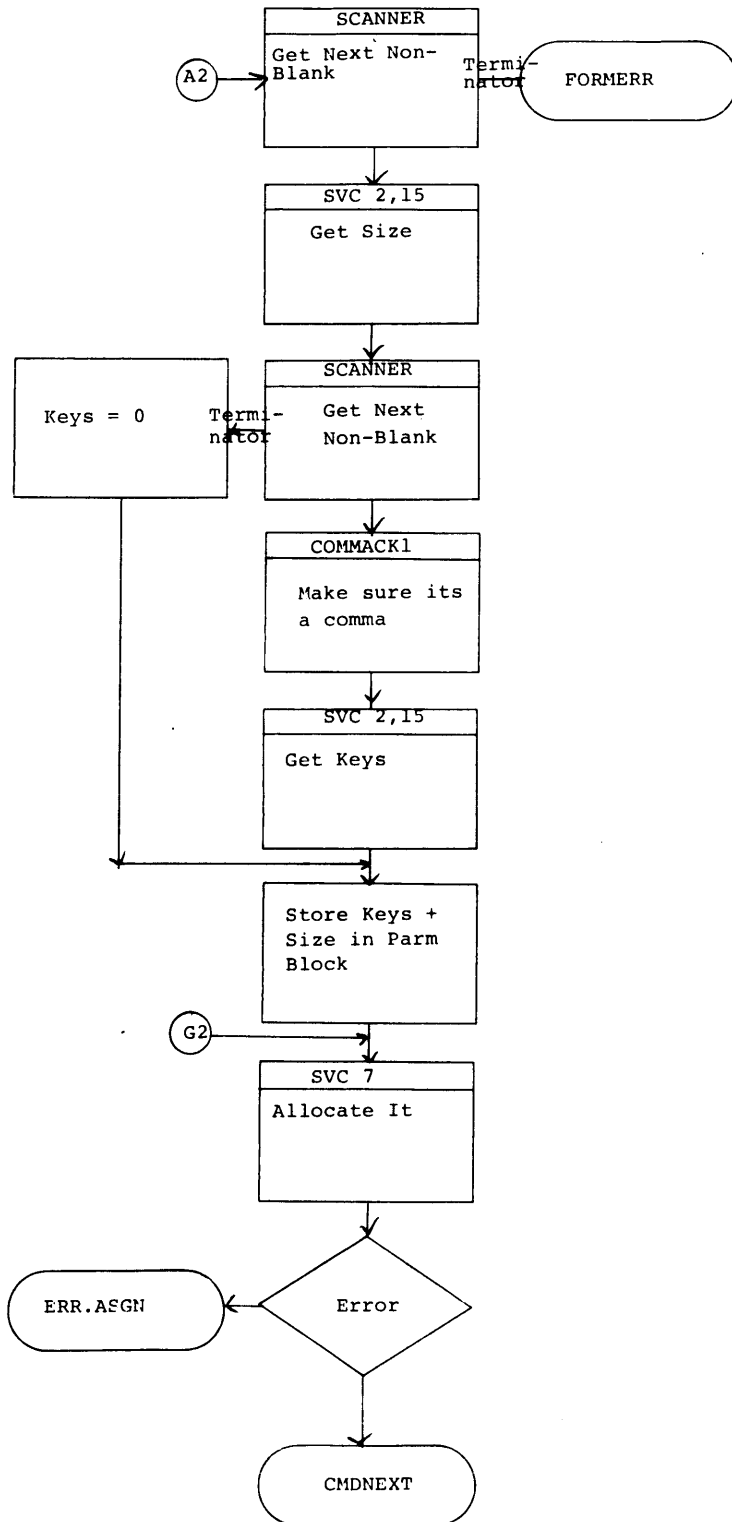 SCANNER
Get Next Non-
Blank
A2
Termi-
nator
FORMERR
SVC 2,15
Get Size
SCANNER
Get Next
Non-Blank
Termi-
nator
Keys = 0
COMMACK1
Make sure its
a comma
SVC 2,15
Get Keys
Store Keys +
Size in Parm
Block
G2
SVC 7
Allocate It
Error
ERR.ASGN
CMDNEXT